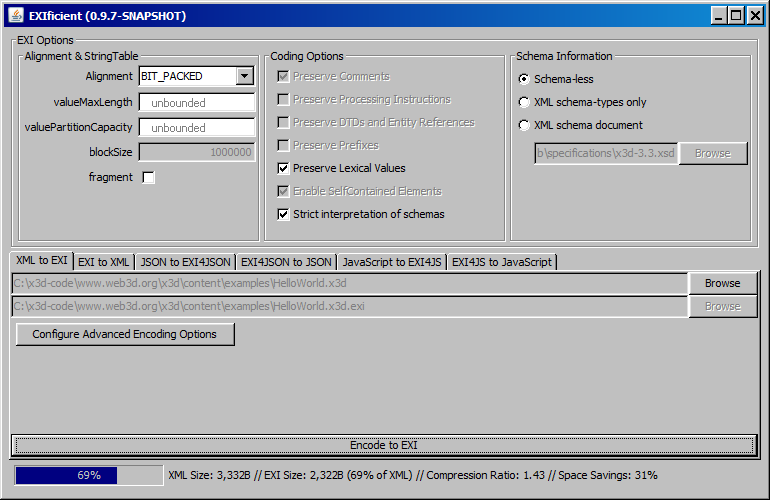 EXIficient (0.9.7-SNAPSHOT)
EXI Options
Alignment & StringTable
Alignment BIT_PACKED
valueMaxLength unbounded
valuePartitionCapacity unbounded
blockSize 1000000
fragment
Coding Options
Preserve Comments
Preserve Processing Instructions
Preserve DTDs and Entity References
Preserve Prefixes
Preserve Lexical Values
Enable SelfContained Elements
Strict interpretation of schemas
Schema Information
Schema-less
XML schema-types only
XML schema document
b\specifications\x3d-3.3.xsd Browse
XML to EXI EXI to XML JSON to EXI4JSON EXI4JSON to JSON JavaScript to EXI4JS EXI4JS to JavaScript
C:\x3d-code\www.web3d.org\x3d\content\examples\HelloWorld.x3d Browse
C:\x3d-code\www.web3d.org\x3d\content\examples\HelloWorld.x3d.exi Browse
Configure Advanced Encoding Options
Encode to EXI
69% XML Size: 3,332B // EXI Size: 2,322B (69% of XML) // Compression Ratio: 1.43 // Space Savings: 31%